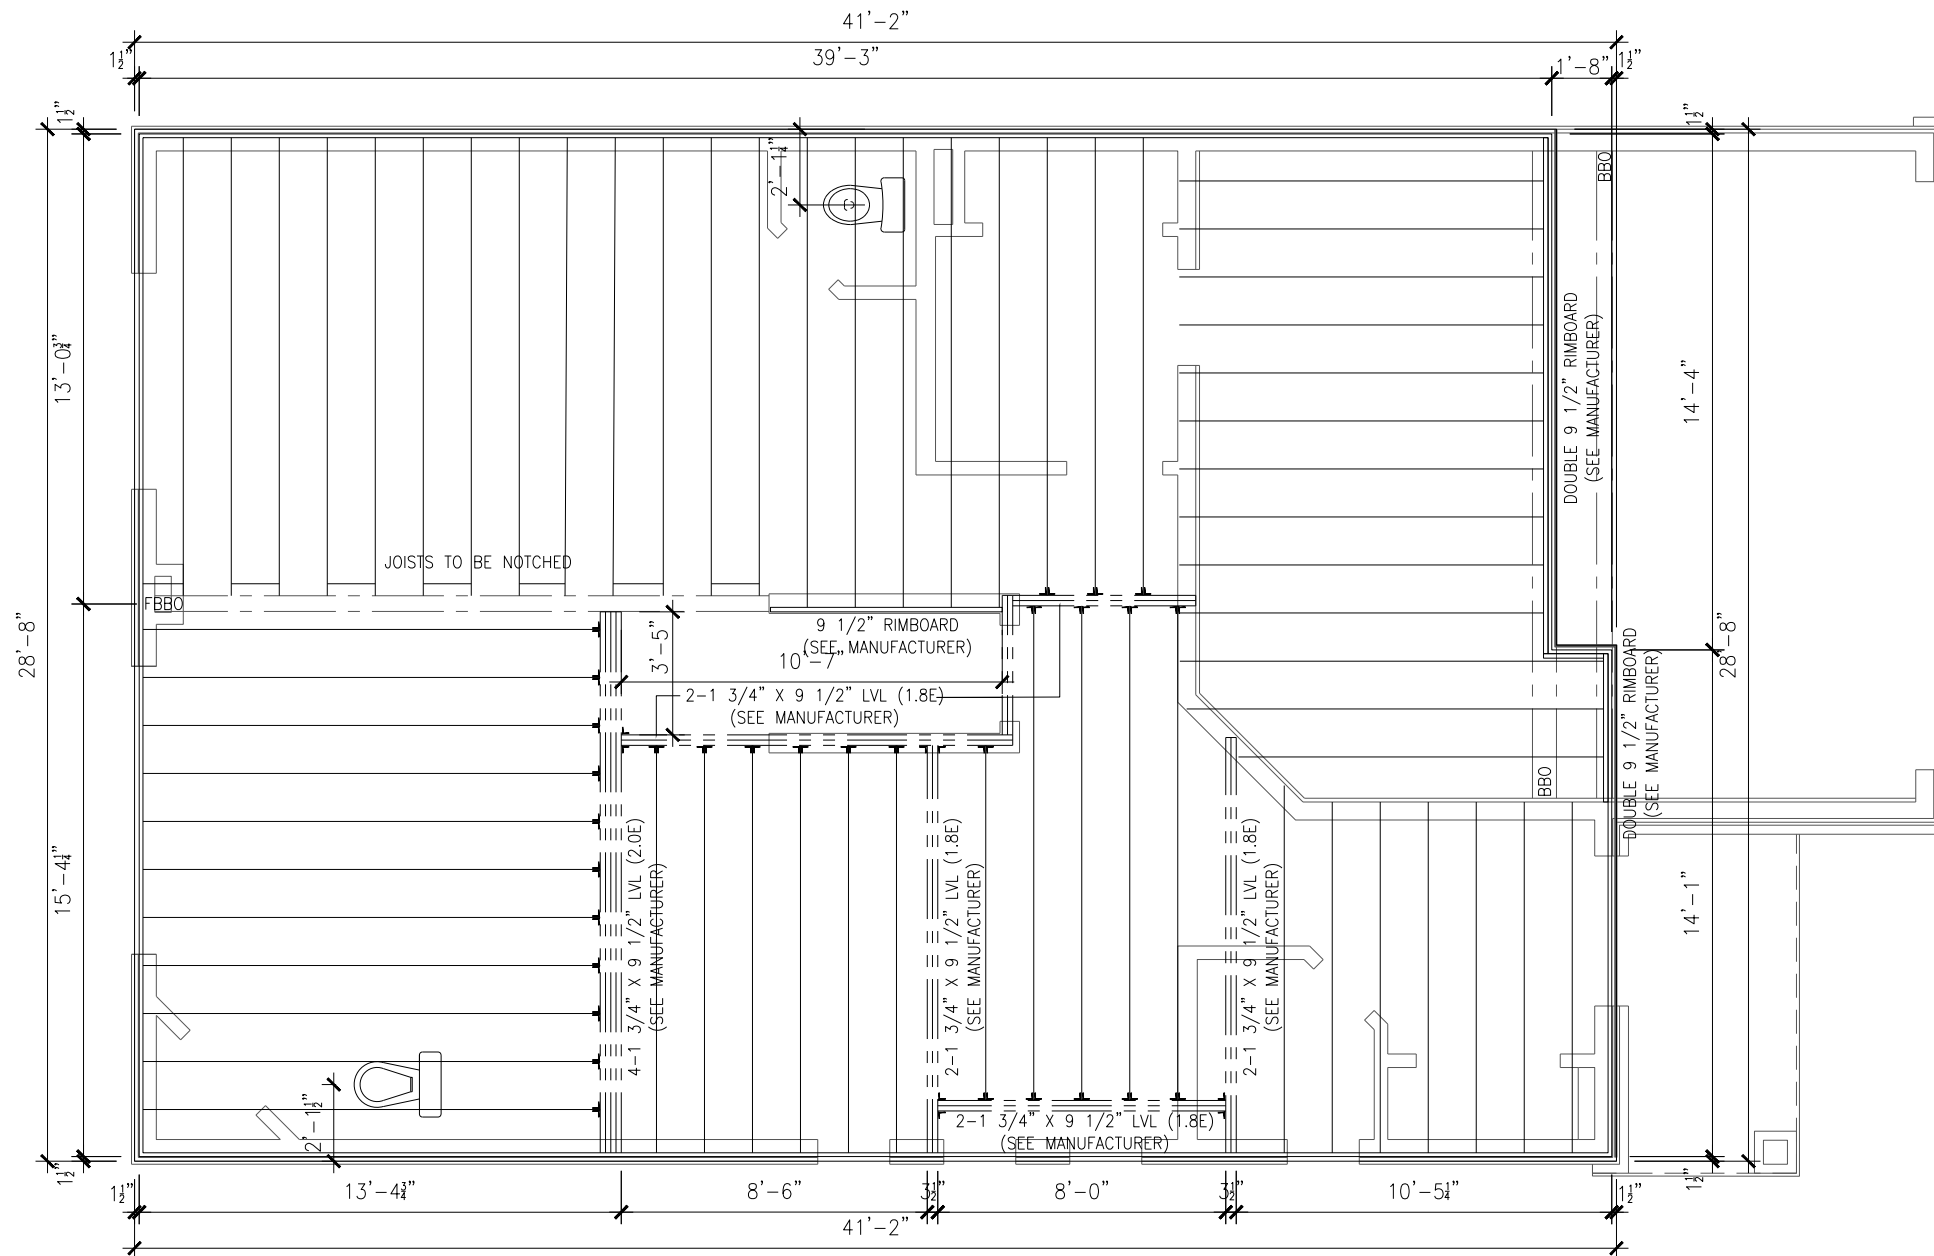 41'-2"
39'-3"
1'-8"
1½"
1½"
1½"
1½"
2'-1¼"
BBO
13'-0¾"
DOUBLE 9 1/2" RIMBOARD
(SEE MANUFACTURER)
14'-4"
JOISTS TO BE NOTCHED
FBBO
9 1/2" RIMBOARD
(SEE MANUFACTURER)
3'-5"
10'-7"
28'-8"
28'-8"
2-1 3/4" X 9 1/2" LVL (1.8E)
(SEE MANUFACTURER)
DOUBLE 9 1/2" RIMBOARD
(SEE MANUFACTURER)
BBO
4-1 3/4" X 9 1/2" LVL (2.0E)
(SEE MANUFACTURER)
2-1 3/4" X 9 1/2" LVL (1.8E)
(SEE MANUFACTURER)
2-1 3/4" X 9 1/2" LVL (1.8E)
(SEE MANUFACTURER)
15'-4¼"
14'-1"
2'-1½"
2-1 3/4" X 9 1/2" LVL (1.8E)
(SEE MANUFACTURER)
1½"
1½"
1½"
13'-4¾"
8'-6"
3½"
8'-0"
3½"
10'-5¼"
1½"
41'-2"